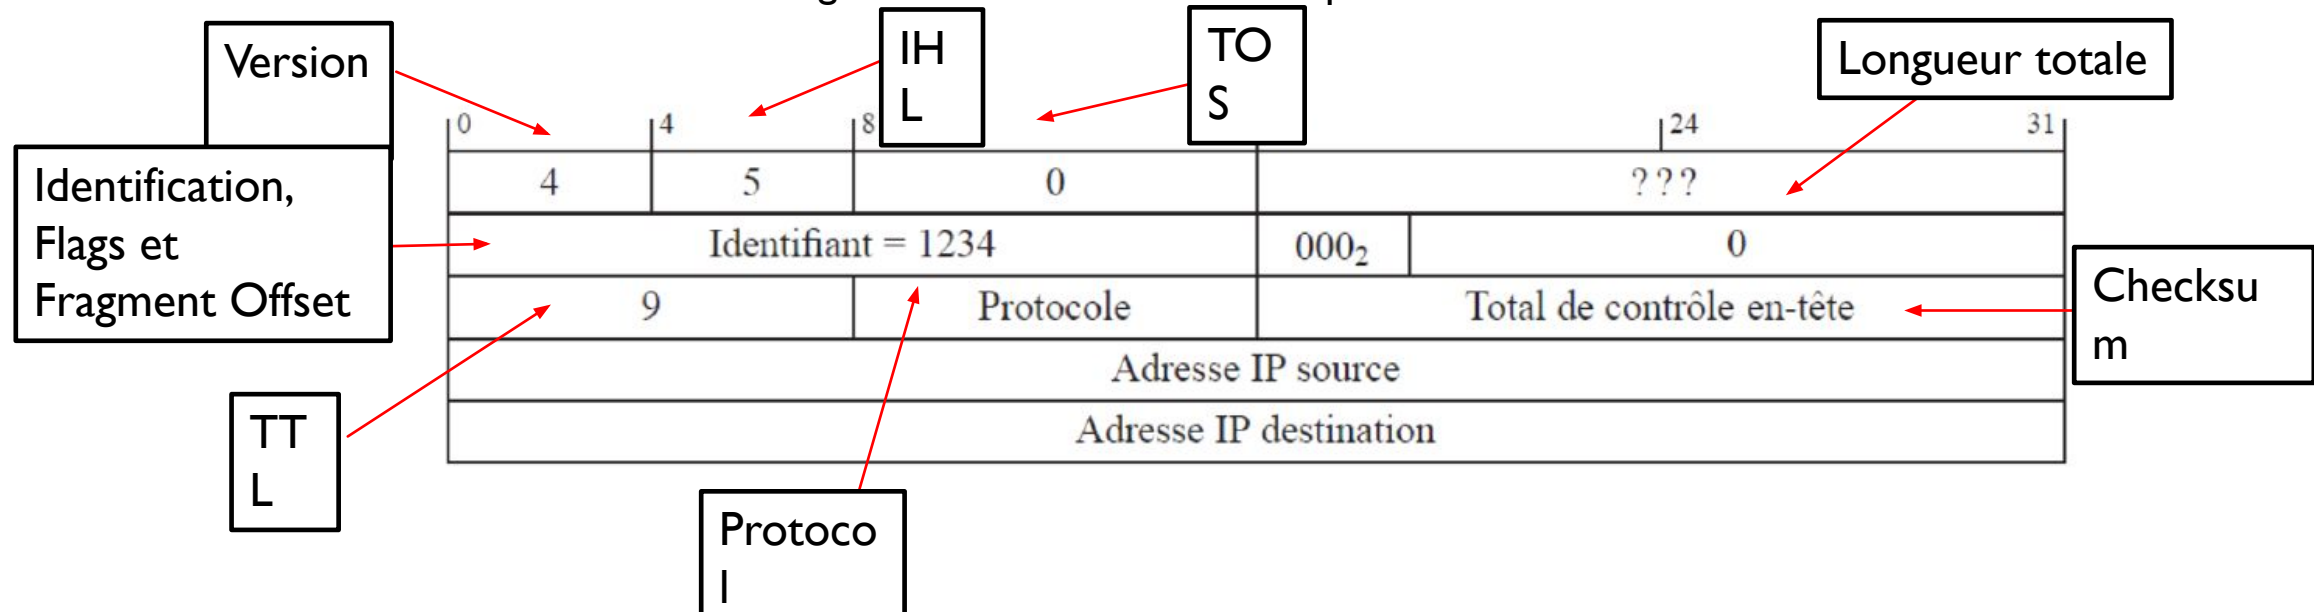 Version
IH
L
TO
S
Longueur totale
0 4 8 24 31
Identification,
Flags et
Fragment Offset
4 5 0 ???
Identifiant = 1234 000₂ 0
9 Protocole Total de contrôle en-tête
Checksu
m
Adresse IP source
Adresse IP destination
TT
L
Protoco
l